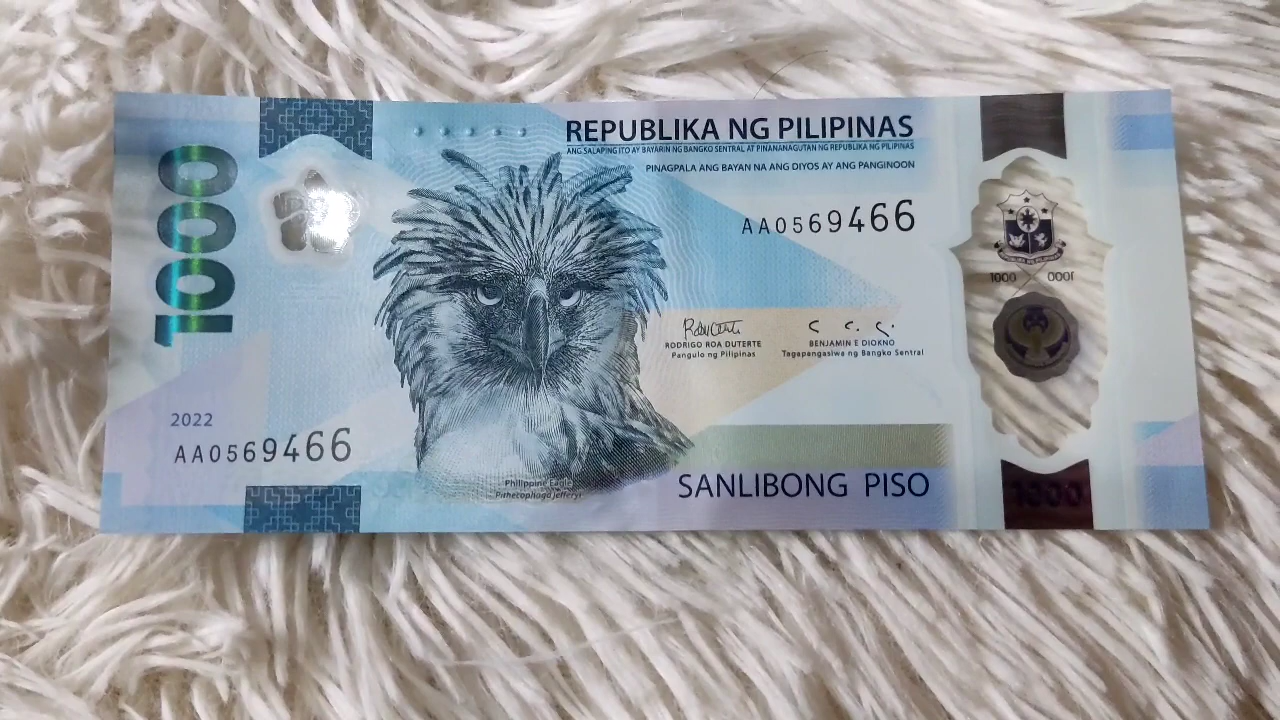 1000
REPUBLIKA NG PILIPINAS
ANG SALAPING ITO AY BAYARIN NG BANGKO SENTRAL AT PINANANAGUTAN NG REPUBLIKA NG PILIPINAS
PINAGPALA ANG BAYAN NA ANG DIYOS AY ANG PANGINOON
AA0569466
1000 1000
RODRIGO ROA DUTERTE
Pangulo ng Pilipinas
BENJAMIN E DIOKNO
Tagapangasiwa ng Bangko Sentral
2022
AA0569466
Philippine Eagle
Pithecophaga jefferyi
SANLIBONG PISO
1000